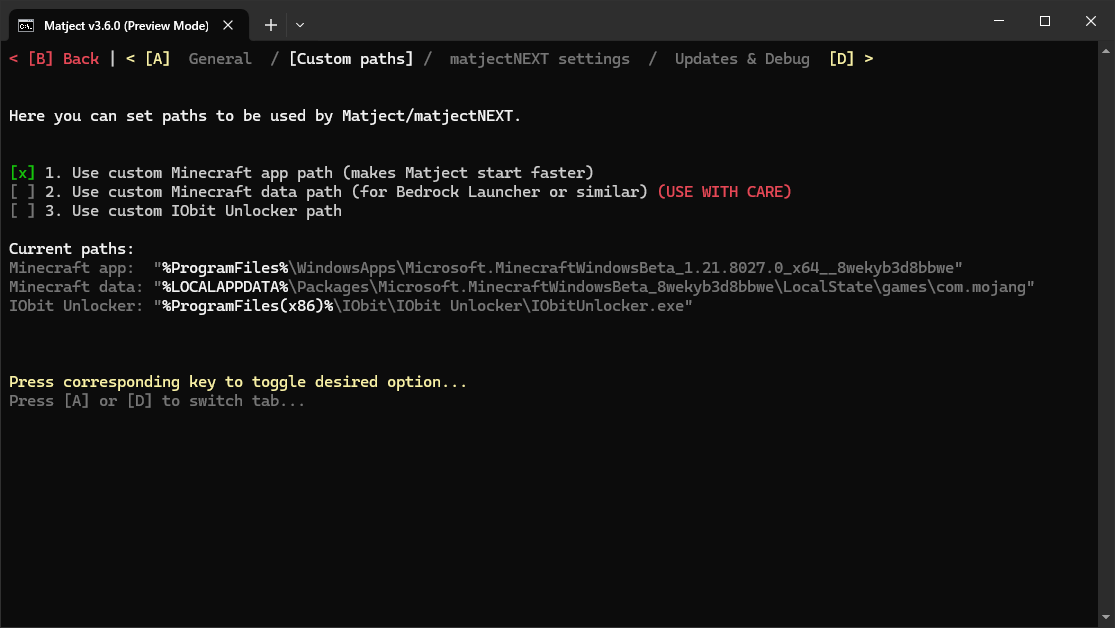 Matject v3.6.0 (Preview Mode)
< [B] Back | < [A]  General  / [Custom paths] /  matjectNEXT settings  /  Updates & Debug  [D] >
Here you can set paths to be used by Matject/matjectNEXT.
[x] 1. Use custom Minecraft app path (makes Matject start faster)
[ ] 2. Use custom Minecraft data path (for Bedrock Launcher or similar) (USE WITH CARE)
[ ] 3. Use custom IObit Unlocker path
Current paths:
Minecraft app:  "%ProgramFiles%\WindowsApps\Microsoft.MinecraftWindowsBeta_1.21.8027.0_x64__8wekyb3d8bbwe"
Minecraft data: "%LOCALAPPDATA%\Packages\Microsoft.MinecraftWindowsBeta_8wekyb3d8bbwe\LocalState\games\com.mojang"
IObit Unlocker: "%ProgramFiles(x86)%\IObit\IObit Unlocker\IObitUnlocker.exe"
Press corresponding key to toggle desired option...
Press [A] or [D] to switch tab...